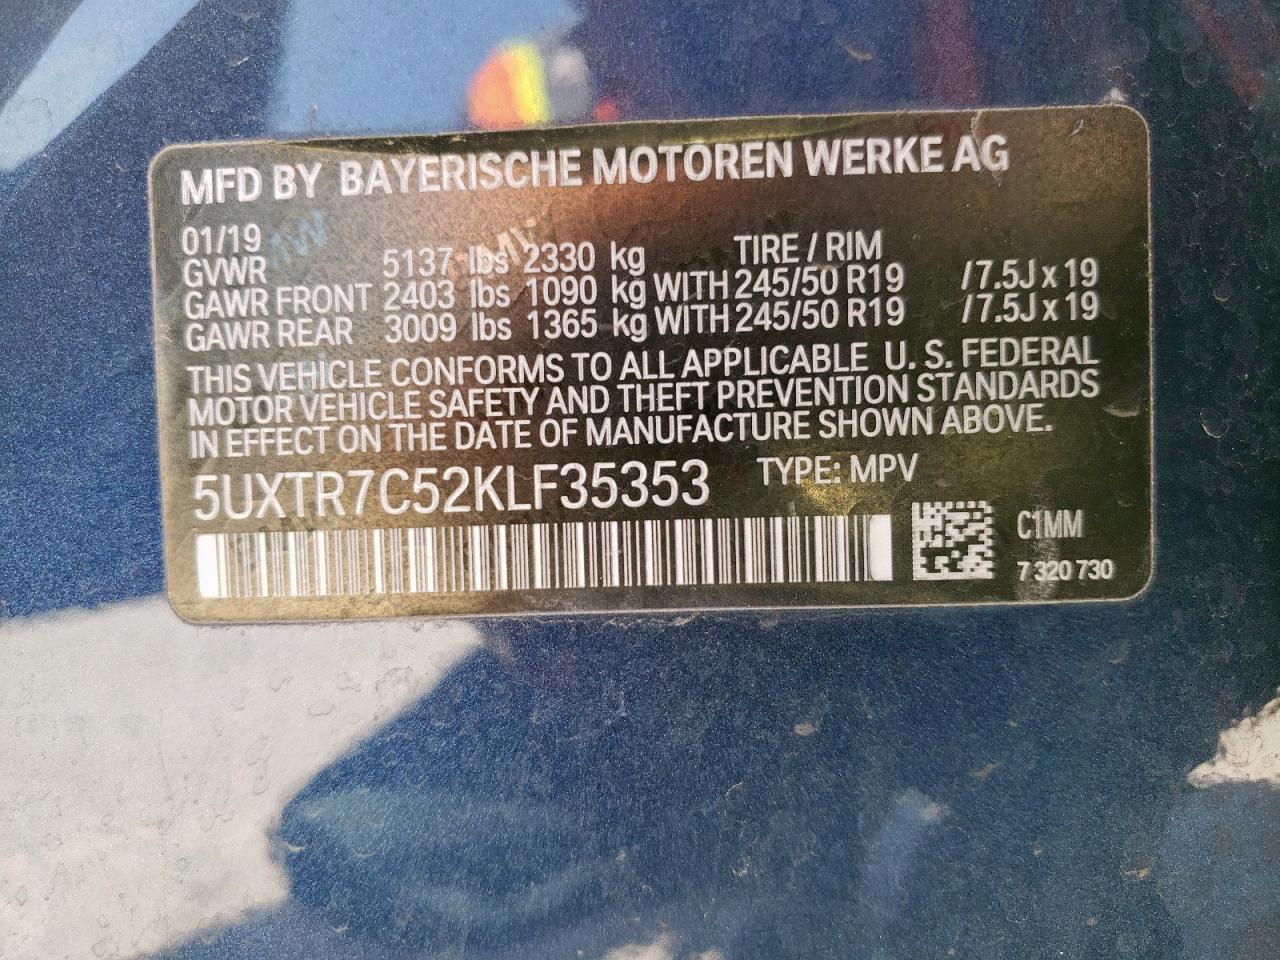 MFD BY BAYERISCHE MOTOREN WERKE AG
01/19
GVWR 5137 lbs 2330 kg TIRE / RIM
GAWR FRONT 2403 lbs 1090 kg WITH 245/50 R19 / 7.5J x 19
GAWR REAR 3009 lbs 1365 kg WITH 245/50 R19 / 7.5J x 19
THIS VEHICLE CONFORMS TO ALL APPLICABLE U. S. FEDERAL
MOTOR VEHICLE SAFETY AND THEFT PREVENTION STANDARDS
IN EFFECT ON THE DATE OF MANUFACTURE SHOWN ABOVE.
5UXTR7C52KLF35353 TYPE: MPV
C1MM
7 320 730